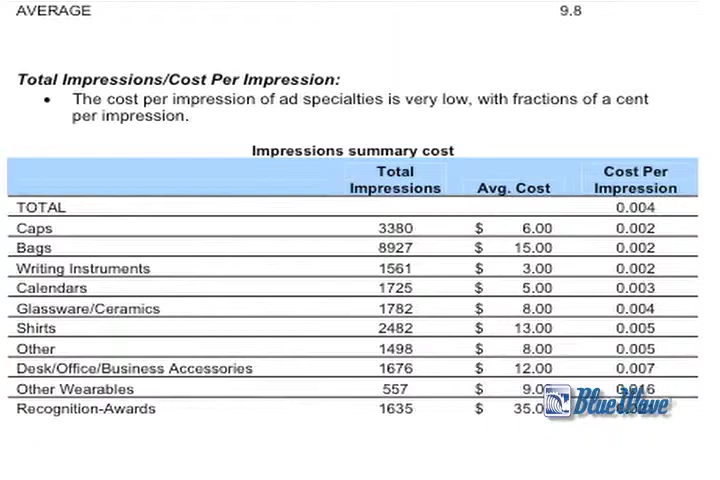 AVERAGE 9.8
Total Impressions/Cost Per Impression:
• The cost per impression of ad specialties is very low, with fractions of a cent
per impression.
Impressions summary cost
Total Impressions Avg. Cost Cost Per Impression
TOTAL 0.004
Caps 3380 $ 6.00 0.002
Bags 8927 $ 15.00 0.002
Writing Instruments 1561 $ 3.00 0.002
Calendars 1725 $ 5.00 0.003
Glassware/Ceramics 1782 $ 8.00 0.004
Shirts 2482 $ 13.00 0.005
Other 1498 $ 8.00 0.005
Desk/Office/Business Accessories 1676 $ 12.00 0.007
Other Wearables 557 $ 0.016
Recognition-Awards 1635 $
BlueWave